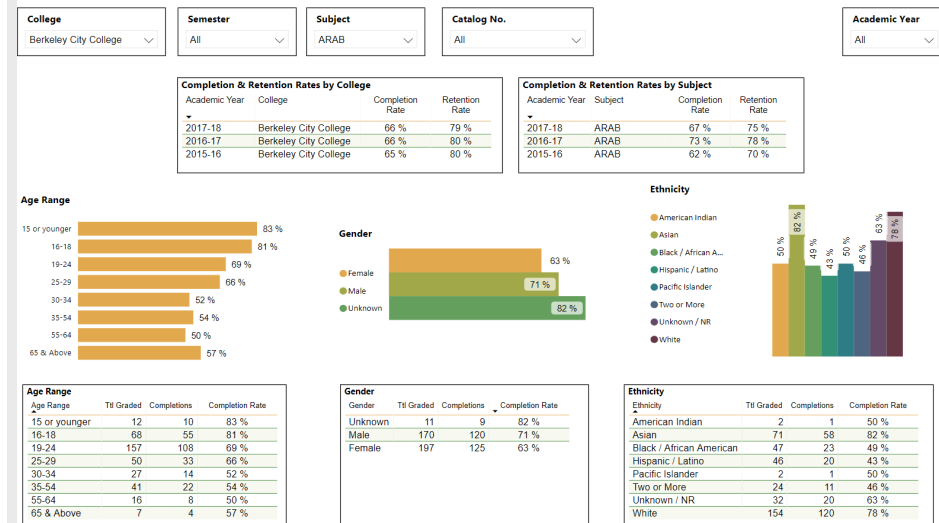 College Semester Subject Catalog No. Academic Year
Berkeley City College All ARAB All All
Completion & Retention Rates by College
Academic Year College Completion Rate Retention Rate
2017-18 Berkeley City College 66 % 79 %
2016-17 Berkeley City College 66 % 80 %
2015-16 Berkeley City College 65 % 80 %
Completion & Retention Rates by Subject
Academic Year Subject Completion Rate Retention Rate
2017-18 ARAB 67 % 75 %
2016-17 ARAB 73 % 78 %
2015-16 ARAB 62 % 70 %
Age Range
15 or younger 83 %
16-18 81 %
19-24 69 %
25-29 66 %
30-34 52 %
35-54 54 %
55-64 50 %
65 & Above 57 %
Gender
Female
Male
Unknown
63 %
71 %
82 %
Ethnicity
American Indian
Asian
Black / African A...
Hispanic / Latino
Pacific Islander
Two or More
Unknown / NR
White
50 %
82 %
49 %
43 %
50 %
46 %
63 %
78 %
Age Range
Age Range Ttl Graded Completions Completion Rate
15 or younger 12 10 83 %
16-18 68 55 81 %
19-24 157 108 69 %
25-29 50 33 66 %
30-34 27 14 52 %
35-54 41 22 54 %
55-64 16 8 50 %
65 & Above 7 4 57 %
Gender
Gender Ttl Graded Completions Completion Rate
Unknown 11 9 82 %
Male 170 120 71 %
Female 197 125 63 %
Ethnicity
Ethnicity Ttl Graded Completions Completion Rate
American Indian 2 1 50 %
Asian 71 58 82 %
Black / African American 47 23 49 %
Hispanic / Latino 46 20 43 %
Pacific Islander 2 1 50 %
Two or More 24 11 46 %
Unknown / NR 32 20 63 %
White 154 120 78 %